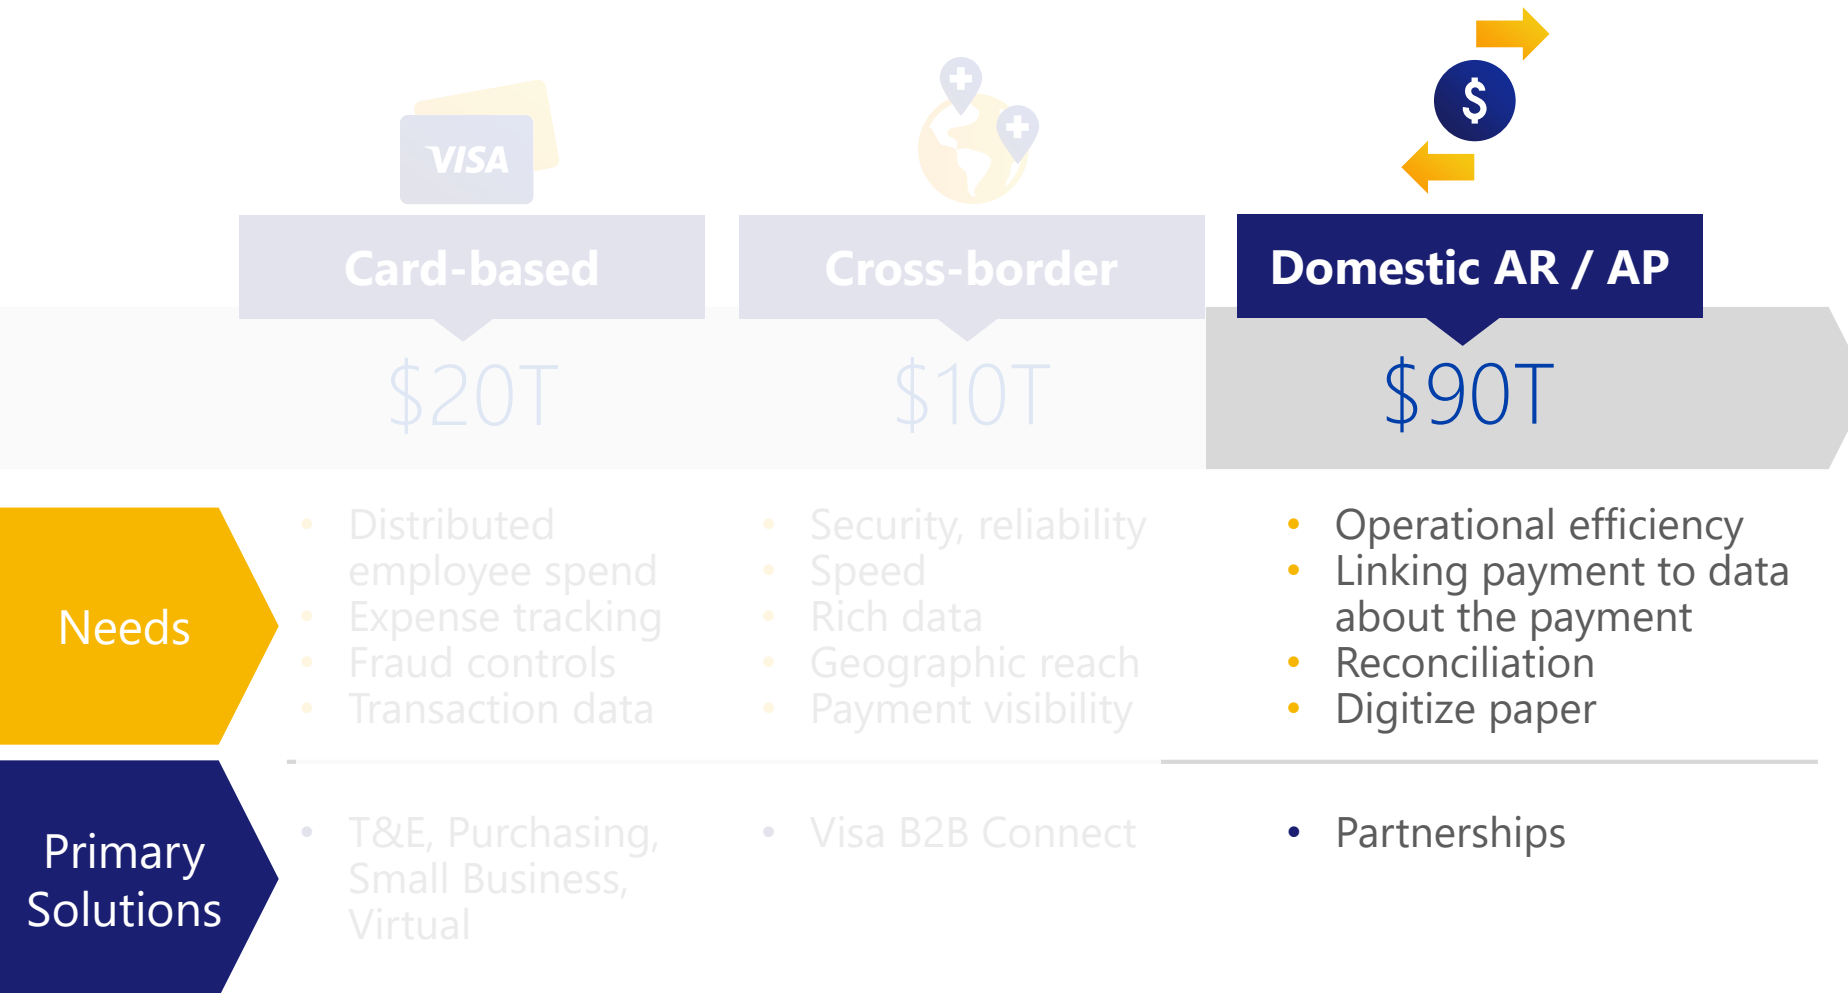 $
VISA
Card-based
Cross-border
Domestic AR / AP
$20T
$10T
$90T
Needs
• Distributed
employee spend
• Expense tracking
• Fraud controls
• Transaction data
• Security, reliability
• Speed
• Rich data
• Geographic reach
• Payment visibility
• Operational efficiency
• Linking payment to data
about the payment
• Reconciliation
• Digitize paper
Primary
Solutions
• T&E, Purchasing,
Small Business,
Virtual
• Visa B2B Connect
• Partnerships